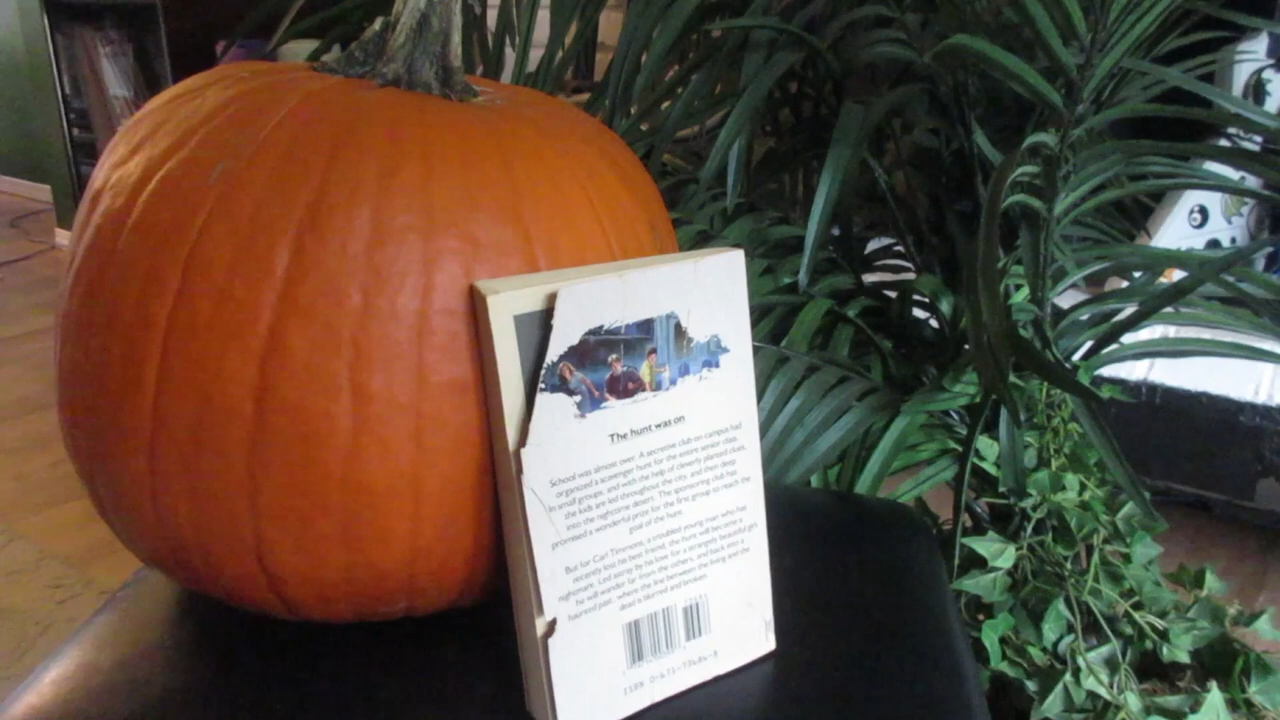 The hunt was on
School was almost over. A secretive club on campus had
organized a scavenger hunt for the entire senior class.
In small groups, and with the help of cleverly planted clues,
the kids are led throughout the city, and then deep
into the nighttime desert. The sponsoring club has
promised a wonderful prize for the first group to reach the
goal of the hunt.
But for Carl Timmons, a troubled young man who has
recently lost his best friend, the hunt will become a
nightmare. Led astray by his love for a strangely beautiful girl,
he will wander far from the others, and back into a
haunted past, where the line between the living and the
dead is blurred and broken.
ISBN 0-671-73684-8